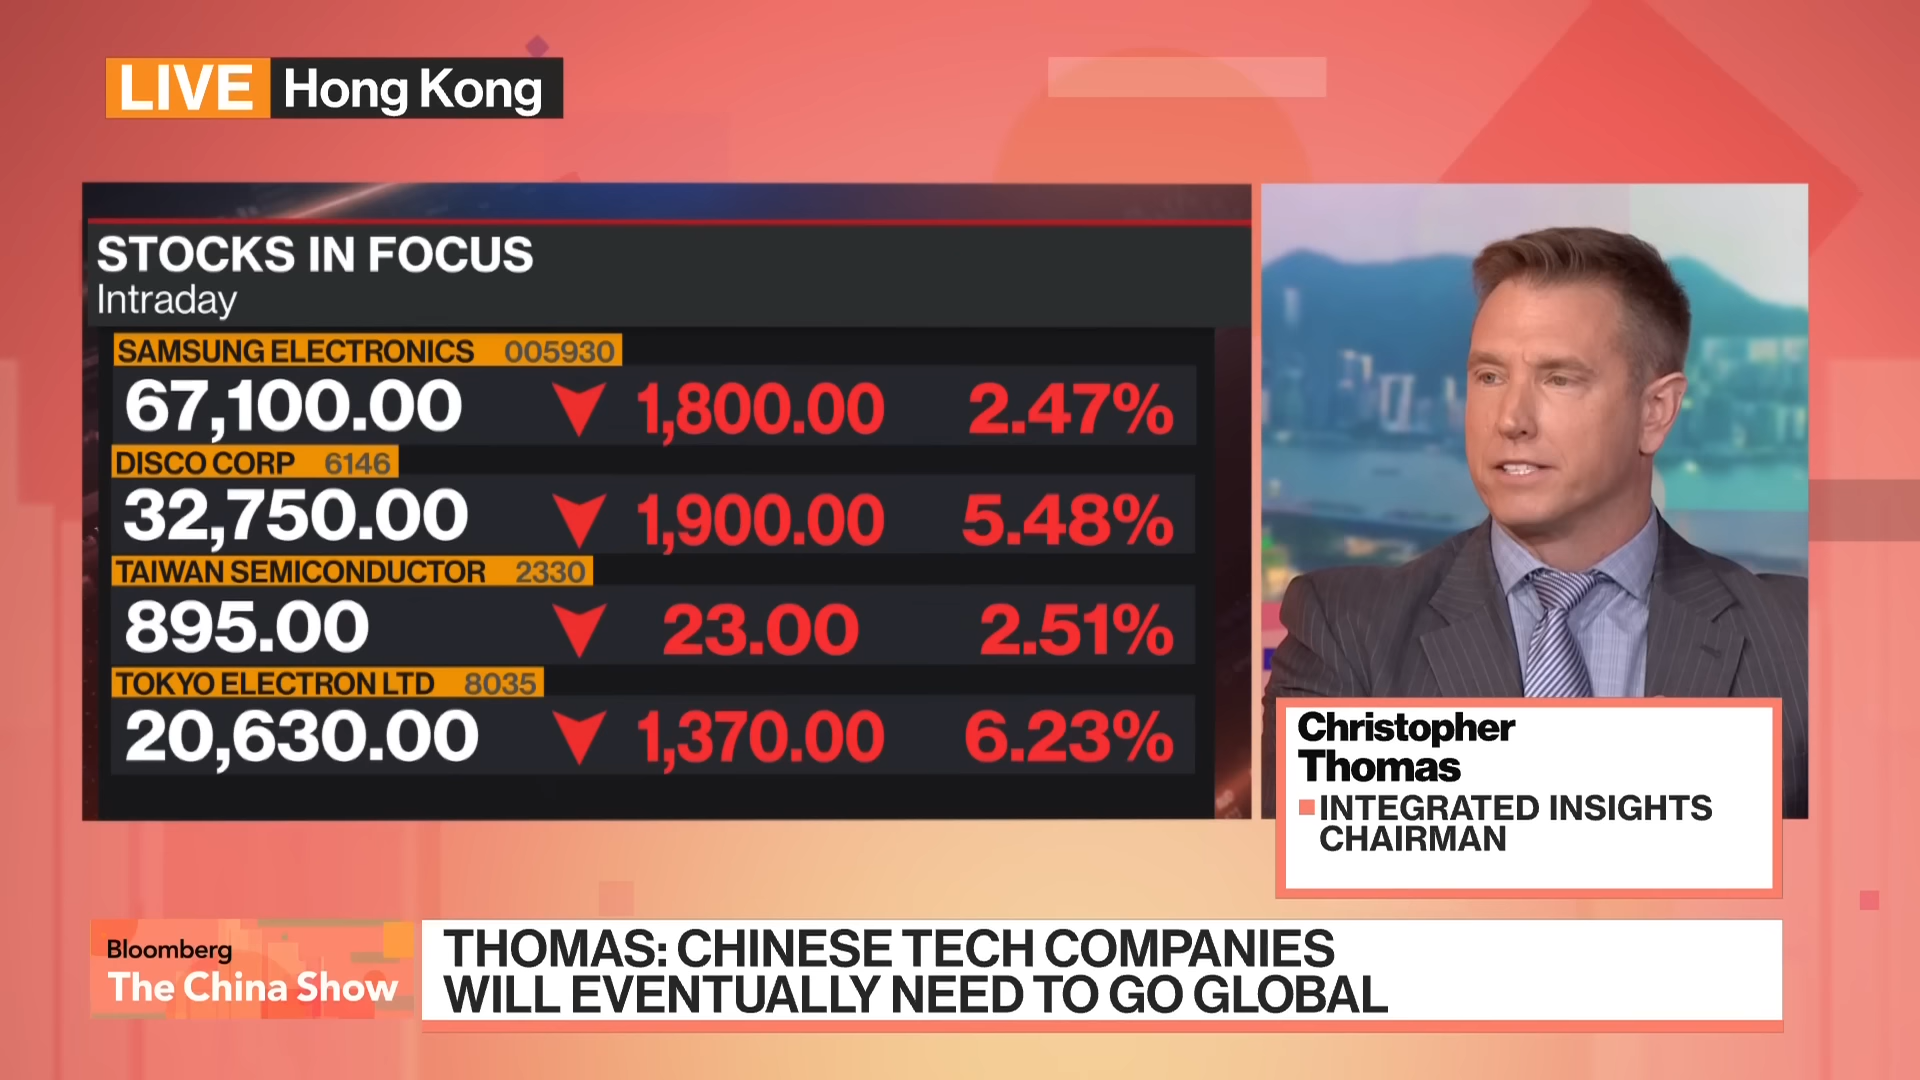 LIVE Hong Kong
STOCKS IN FOCUS
Intraday
SAMSUNG ELECTRONICS 005930
67,100.00 1,800.00 2.47%
DISCO CORP 6146
32,750.00 1,900.00 5.48%
TAIWAN SEMICONDUCTOR 2330
895.00 23.00 2.51%
TOKYO ELECTRON LTD 8035
20,630.00 1,370.00 6.23%
Christopher
Thomas
INTEGRATED INSIGHTS
CHAIRMAN
Bloomberg
The China Show
THOMAS: CHINESE TECH COMPANIES
WILL EVENTUALLY NEED TO GO GLOBAL